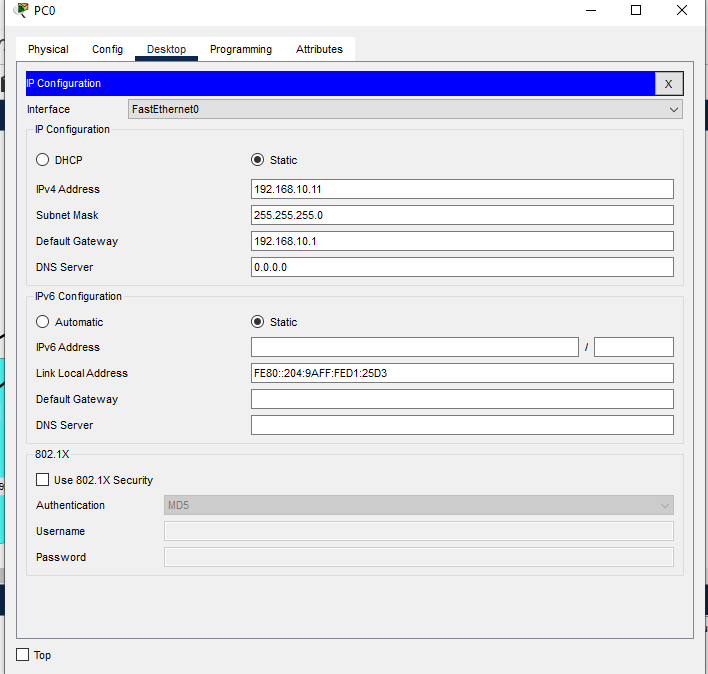 PC0
Physical Config Desktop Programming Attributes
IP Configuration X
Interface FastEthernet0
IP Configuration
DHCP Static
IPv4 Address 192.168.10.11
Subnet Mask 255.255.255.0
Default Gateway 192.168.10.1
DNS Server 0.0.0.0
IPv6 Configuration
Automatic Static
IPv6 Address /
Link Local Address FE80::204:9AFF:FED1:25D3
Default Gateway
DNS Server
802.1X
Use 802.1X Security
Authentication MD5
Username
Password
Top